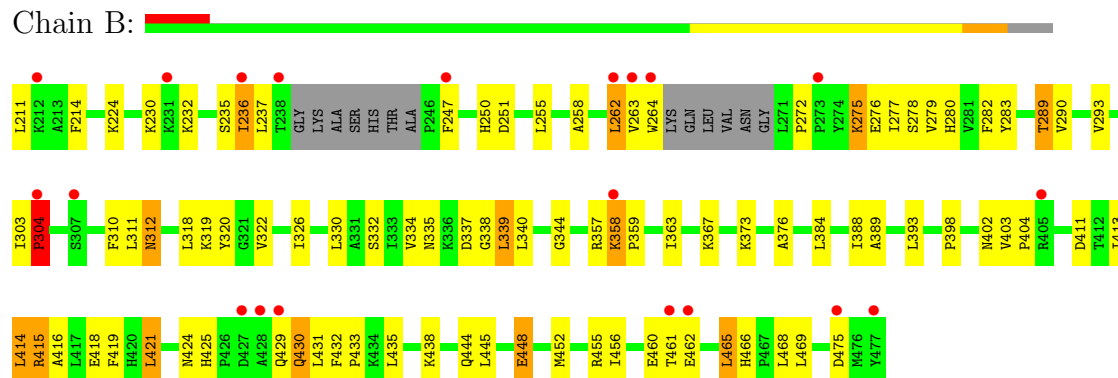 Chain B:
L211 K212 A213 F214 K224 K230 K231 K232 S235 I236 L237 T238 GLY LYS ALA SER HIS THR ALA P246 F247 H250 D251 L255 A258 L262 V263 W264 LYS GLN LEU VAL ASN GLY L271 P272 P273 Y274 K275 E276 I277 S278 V279 H280 V281 F282 Y283 T289 V290 V293
I303 P304 S307 F310 L311 N312 L318 K319 Y320 G321 V322 I326 L330 A331 S332 I333 V334 N335 K336 D337 G338 L339 L340 G344 R357 K358 P359 I363 K367 K373 A376 L384 I388 A389 L393 P398 N402 V403 P404 R405 D411 T412 I413
L414 R415 A416 L417 E418 F419 H420 L421 N424 H425 P426 D427 A428 Q429 Q430 L431 F432 P433 K434 L435 K438 Q444 L445 E448 M452 R455 I456 E460 T461 E462 L465 H466 P467 L468 L469 D475 M476 Y477